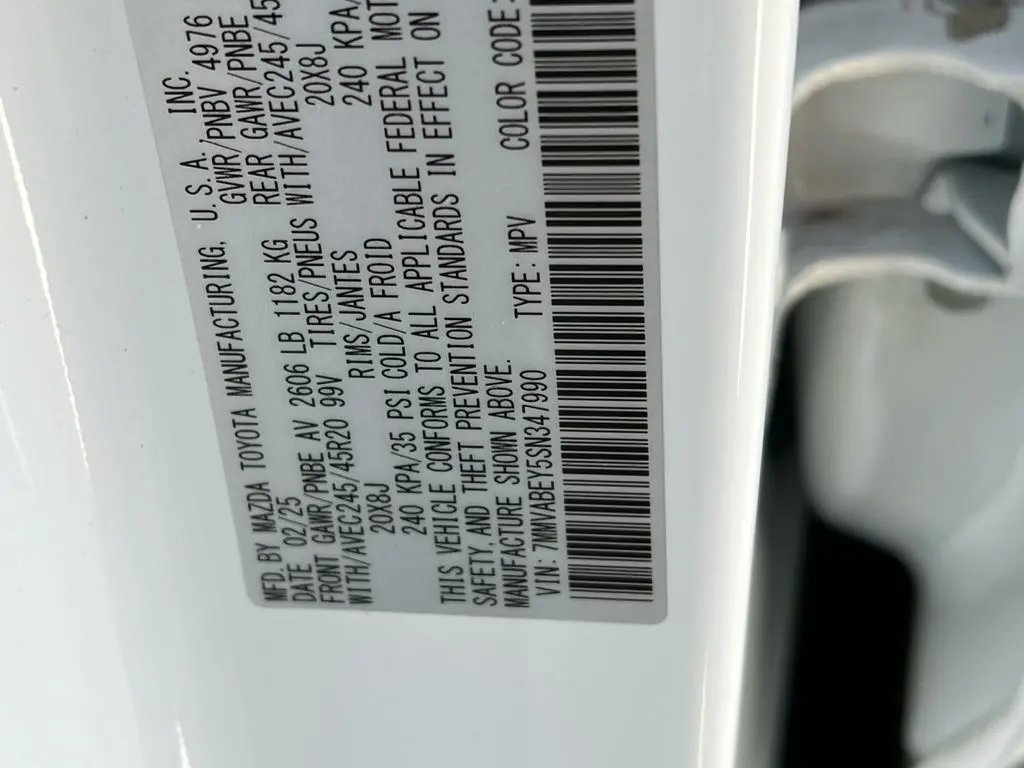 MFD. BY MAZDA TOYOTA MANUFACTURING, U.S.A. INC.
DATE 02/25 GVWR/PNBV 4976
FRONT GAWR/PNBE AV 2606 LB 1182 KG REAR GAWR/PNBE
WITH/AVEC245/45R20 99V TIRES/PNEUS WITH/AVEC245/45
RIMS/JANTES
20X8J 20X8J
240 KPA/35 PSI COLD/A FROID 240 KPA/
THIS VEHICLE CONFORMS TO ALL APPLICABLE FEDERAL MOT
SAFETY, AND THEFT PREVENTION STANDARDS IN EFFECT ON
MANUFACTURE SHOWN ABOVE.
VIN: 7MMVABEY5SN347990 TYPE: MPV COLOR CODE: